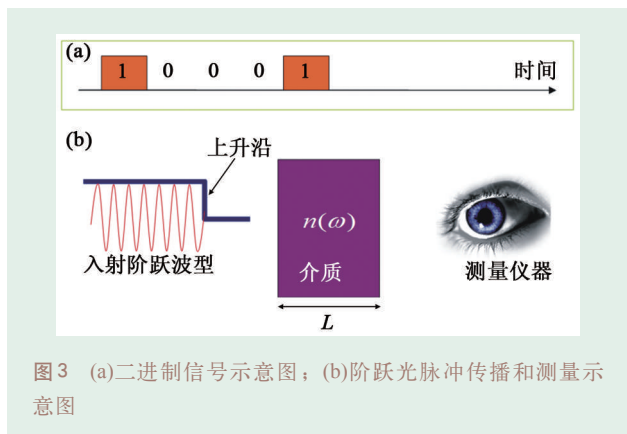 (a)
1 0 0 0 1 时间
(b)
上升沿
n(ω)
入射阶跃波型 介质 测量仪器
L
图3 (a)二进制信号示意图；(b)阶跃光脉冲传播和测量示
意图